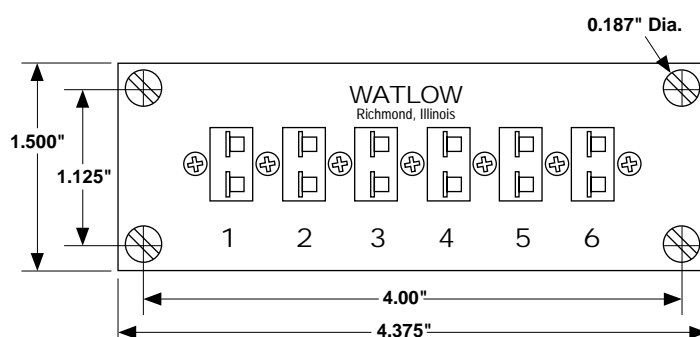 0.187" Dia.
WATLOW
Richmond, Illinois
1.500"
1.125"
1 2 3 4 5 6
4.00"
4.375"